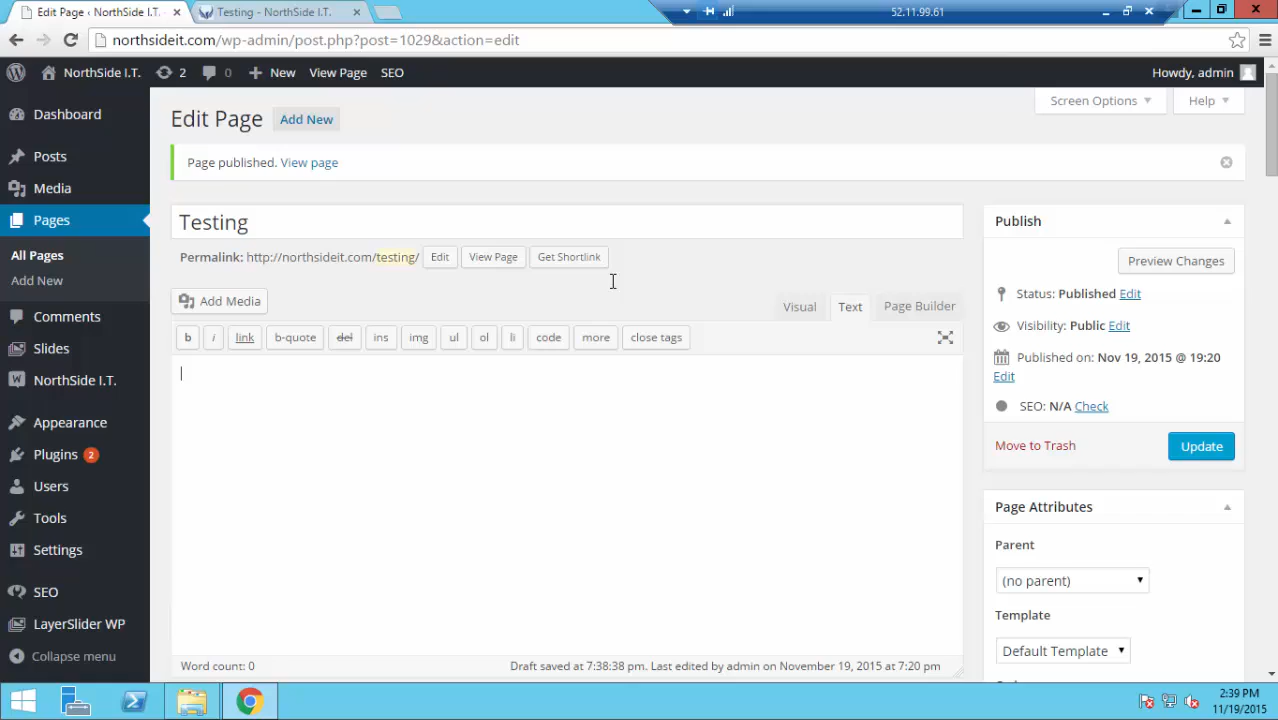 Edit Page ‹ NorthSide I.T.
Testing - NorthSide I.T.
52.11.99.61
northsideit.com/wp-admin/post.php?post=1029&action=edit
NorthSide I.T.
2
0
New
View Page
SEO
Howdy, admin
Dashboard
Posts
Media
Pages
All Pages
Add New
Comments
Slides
NorthSide I.T.
Appearance
Plugins 2
Users
Tools
Settings
SEO
LayerSlider WP
Collapse menu
Screen Options
Help
Edit Page
Add New
Page published. View page
Testing
Permalink: http://northsideit.com/testing/
Edit
View Page
Get Shortlink
Add Media
Visual
Text
Page Builder
b
i
link
b-quote
del
ins
img
ul
ol
li
code
more
close tags
Word count: 0
Draft saved at 7:38:38 pm. Last edited by admin on November 19, 2015 at 7:20 pm
Publish
Preview Changes
Status: Published Edit
Visibility: Public Edit
Published on: Nov 19, 2015 @ 19:20
Edit
SEO: N/A Check
Move to Trash
Update
Page Attributes
Parent
(no parent)
Template
Default Template
2:39 PM
11/19/2015